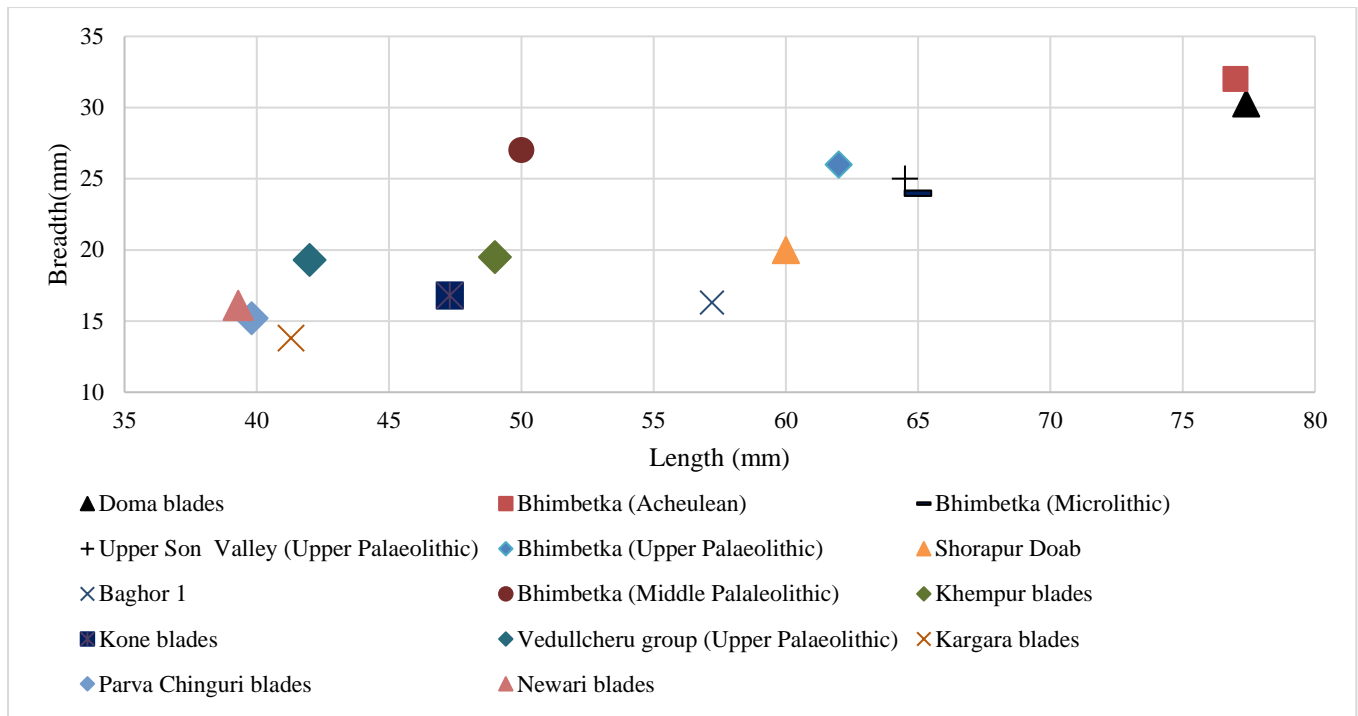 35
30
25
20
15
10
Breadth(mm)
35 40 45 50 55 60 65 70 75 80
Length (mm)
Doma blades Bhimbetka (Acheulean) Bhimbetka (Microlithic)
Upper Son Valley (Upper Palaeolithic) Bhimbetka (Upper Palaeolithic) Shorapur Doab
Baghor 1 Bhimbetka (Middle Palaleolithic) Khempur blades
Kone blades Vedullcheru group (Upper Palaeolithic) Kargara blades
Parva Chinguri blades Newari blades